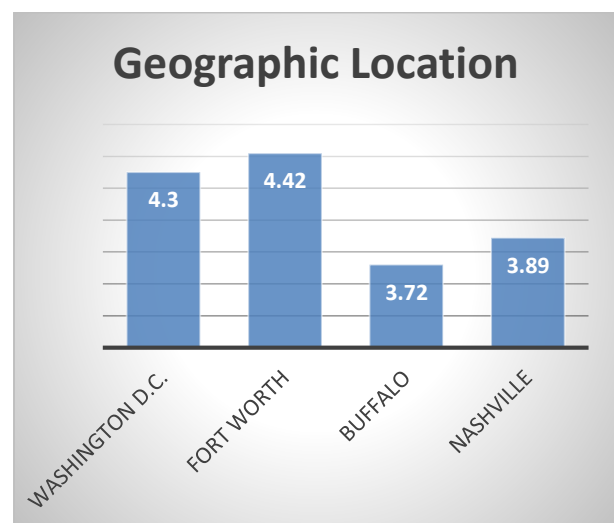 Geographic Location
4.3
4.42
3.72
3.89
WASHINGTON D.C.
FORT WORTH
BUFFALO
NASHVILLE